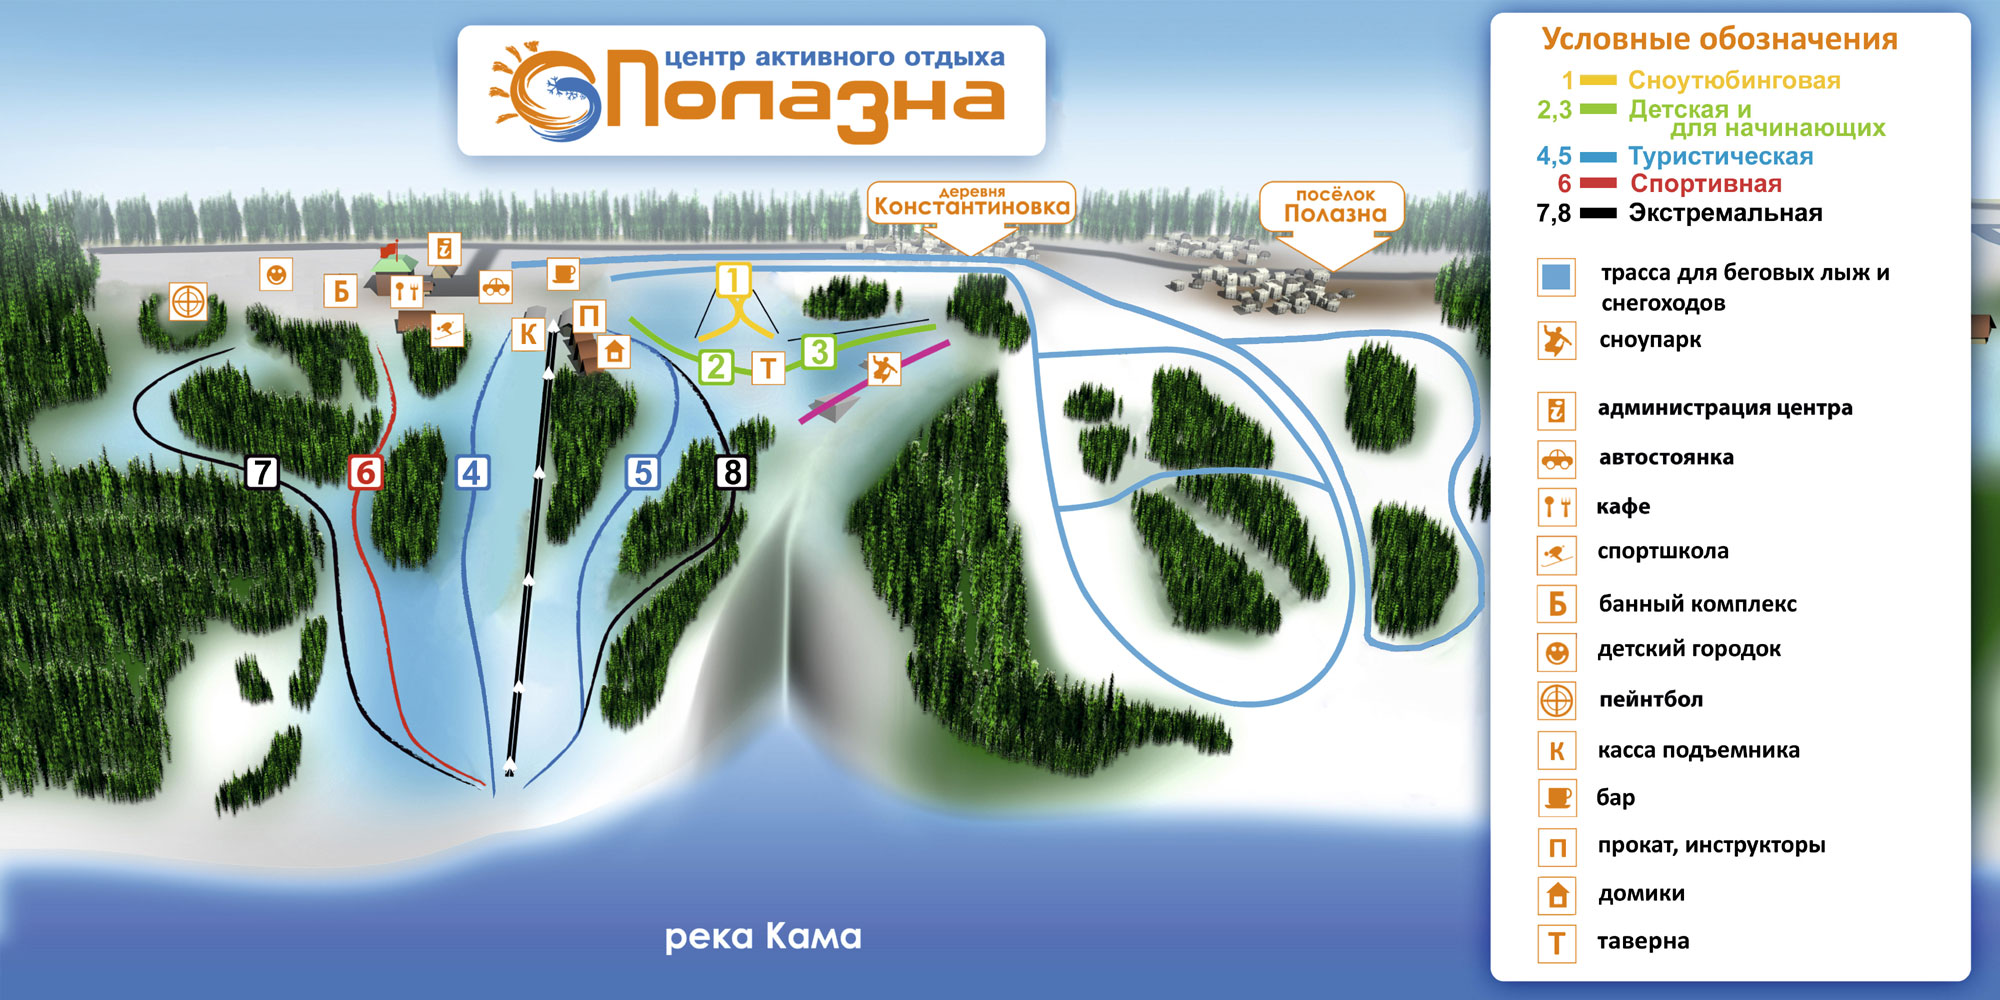 центр активного отдыха
Полазна
деревня
Константиновка
посёлок
Полазна
Б
К
П
Т
1
2
3
7
6
4
5
8
река Кама
Условные обозначения
1 Сноутюбинговая
2,3 Детская и
для начинающих
4,5 Туристическая
6 Спортивная
7,8 Экстремальная
трасса для беговых лыж и
снегоходов
сноупарк
администрация центра
автостоянка
кафе
спортшкола
Б банный комплекс
детский городок
пейнтбол
К касса подъемника
бар
П прокат, инструкторы
домики
Т таверна